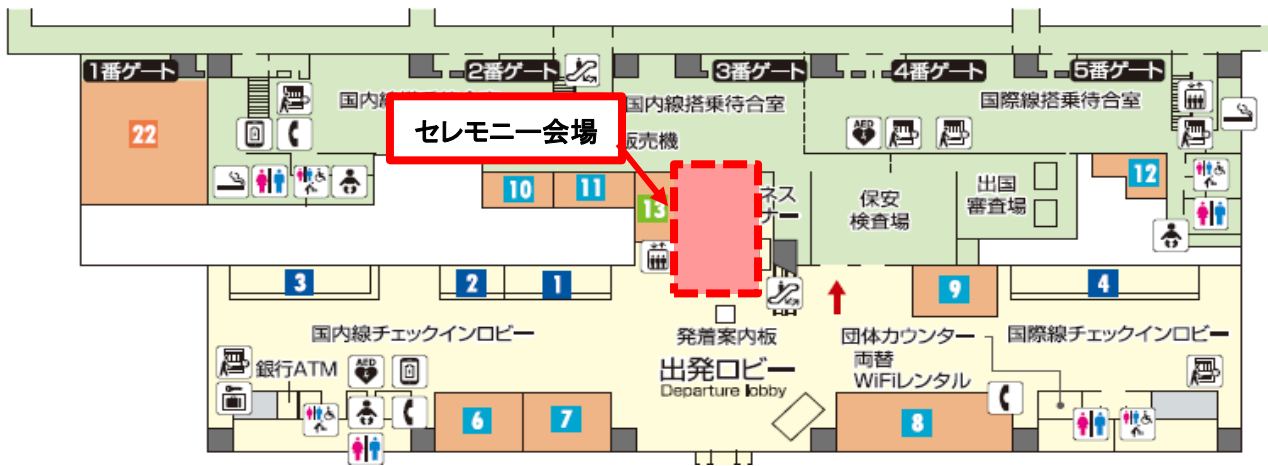 1番ゲート
2番ゲート
3番ゲート
4番ゲート
5番ゲート
国内線
国内線搭乗待合室
国際線搭乗待合室
セレモニー会場
販売機
AED
22
10
11
13
12
ネス
ナー
保安
検査場
出国
審査場
3
2
1
9
4
国内線チェックインロビー
発着案内板
団体カウンター
両替
WiFiレンタル
国際線チェックインロビー
銀行ATM
AED
出発ロビー
Departure lobby
6
7
8